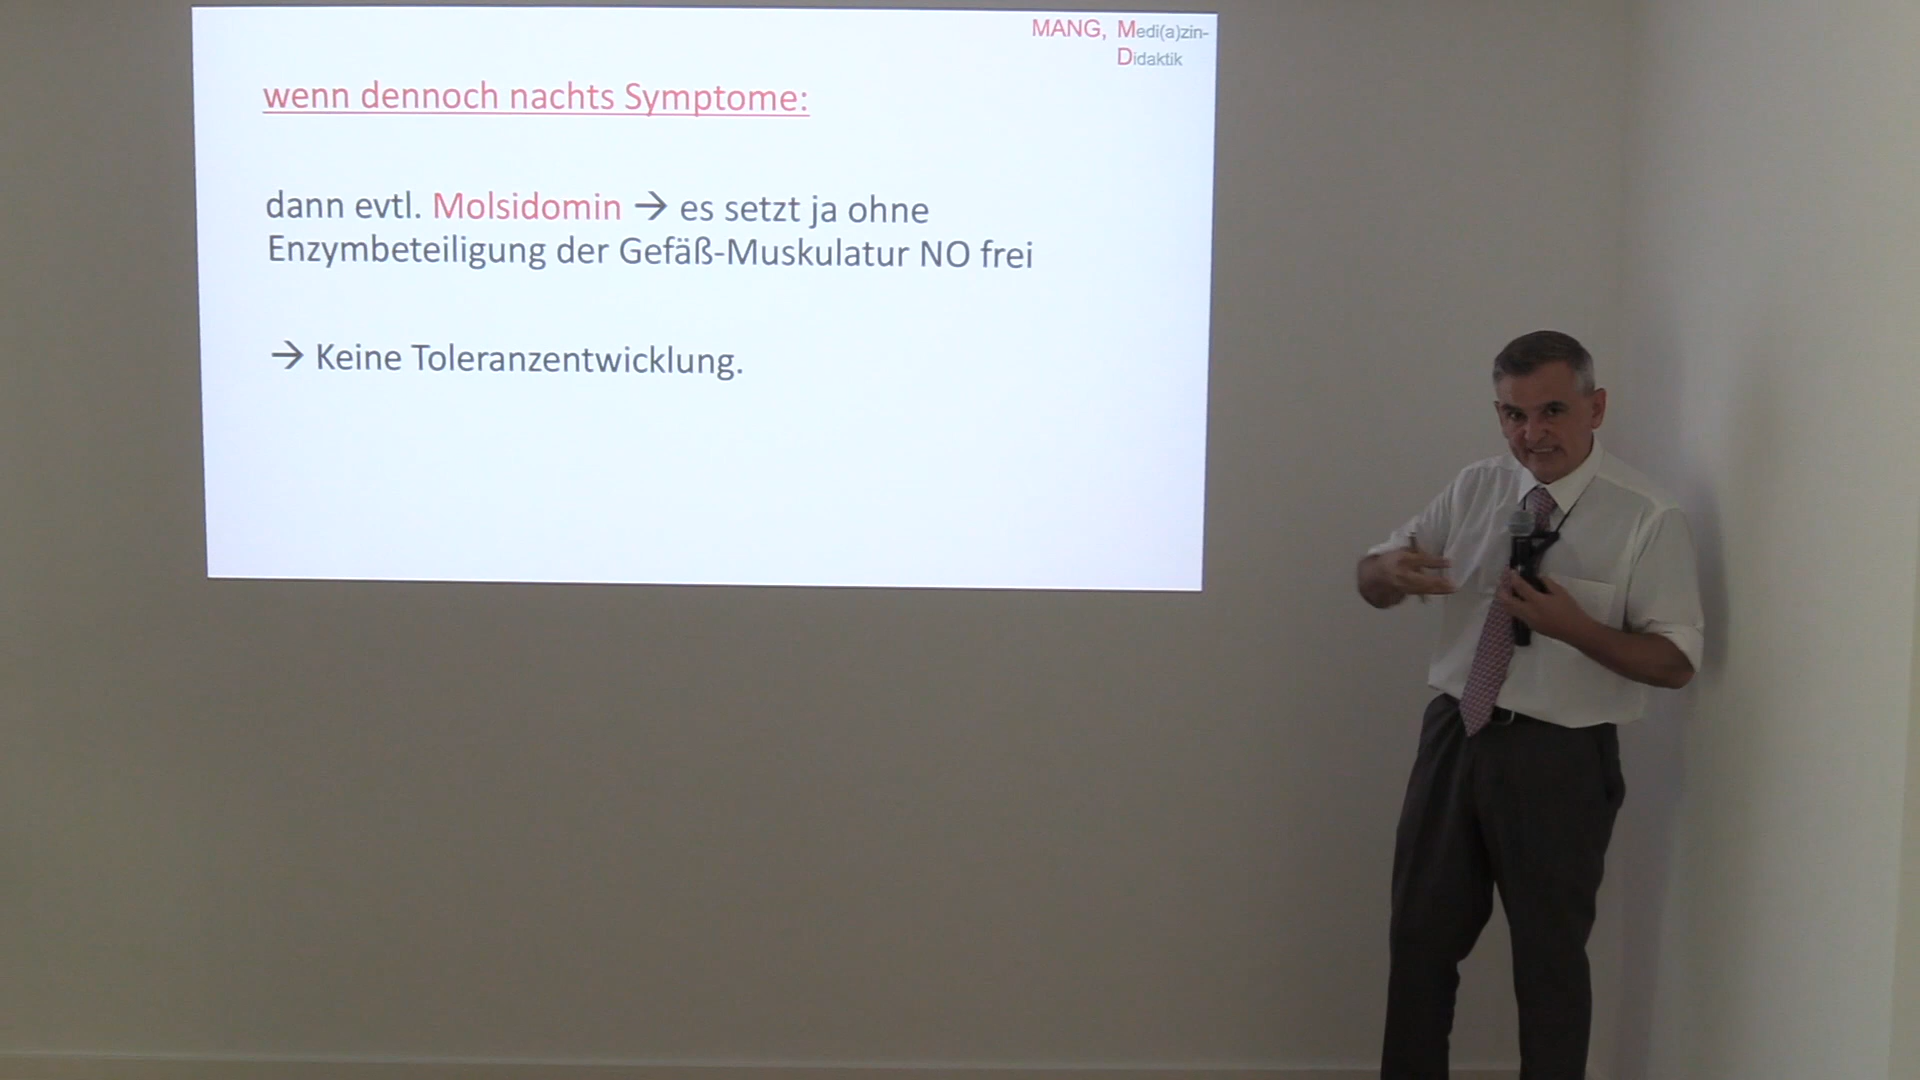 MANG, Medi(a)zin-
Didaktik
wenn dennoch nachts Symptome:
dann evtl. Molsidomin → es setzt ja ohne
Enzymbeteiligung der Gefäß-Muskulatur NO frei
→ Keine Toleranzentwicklung.